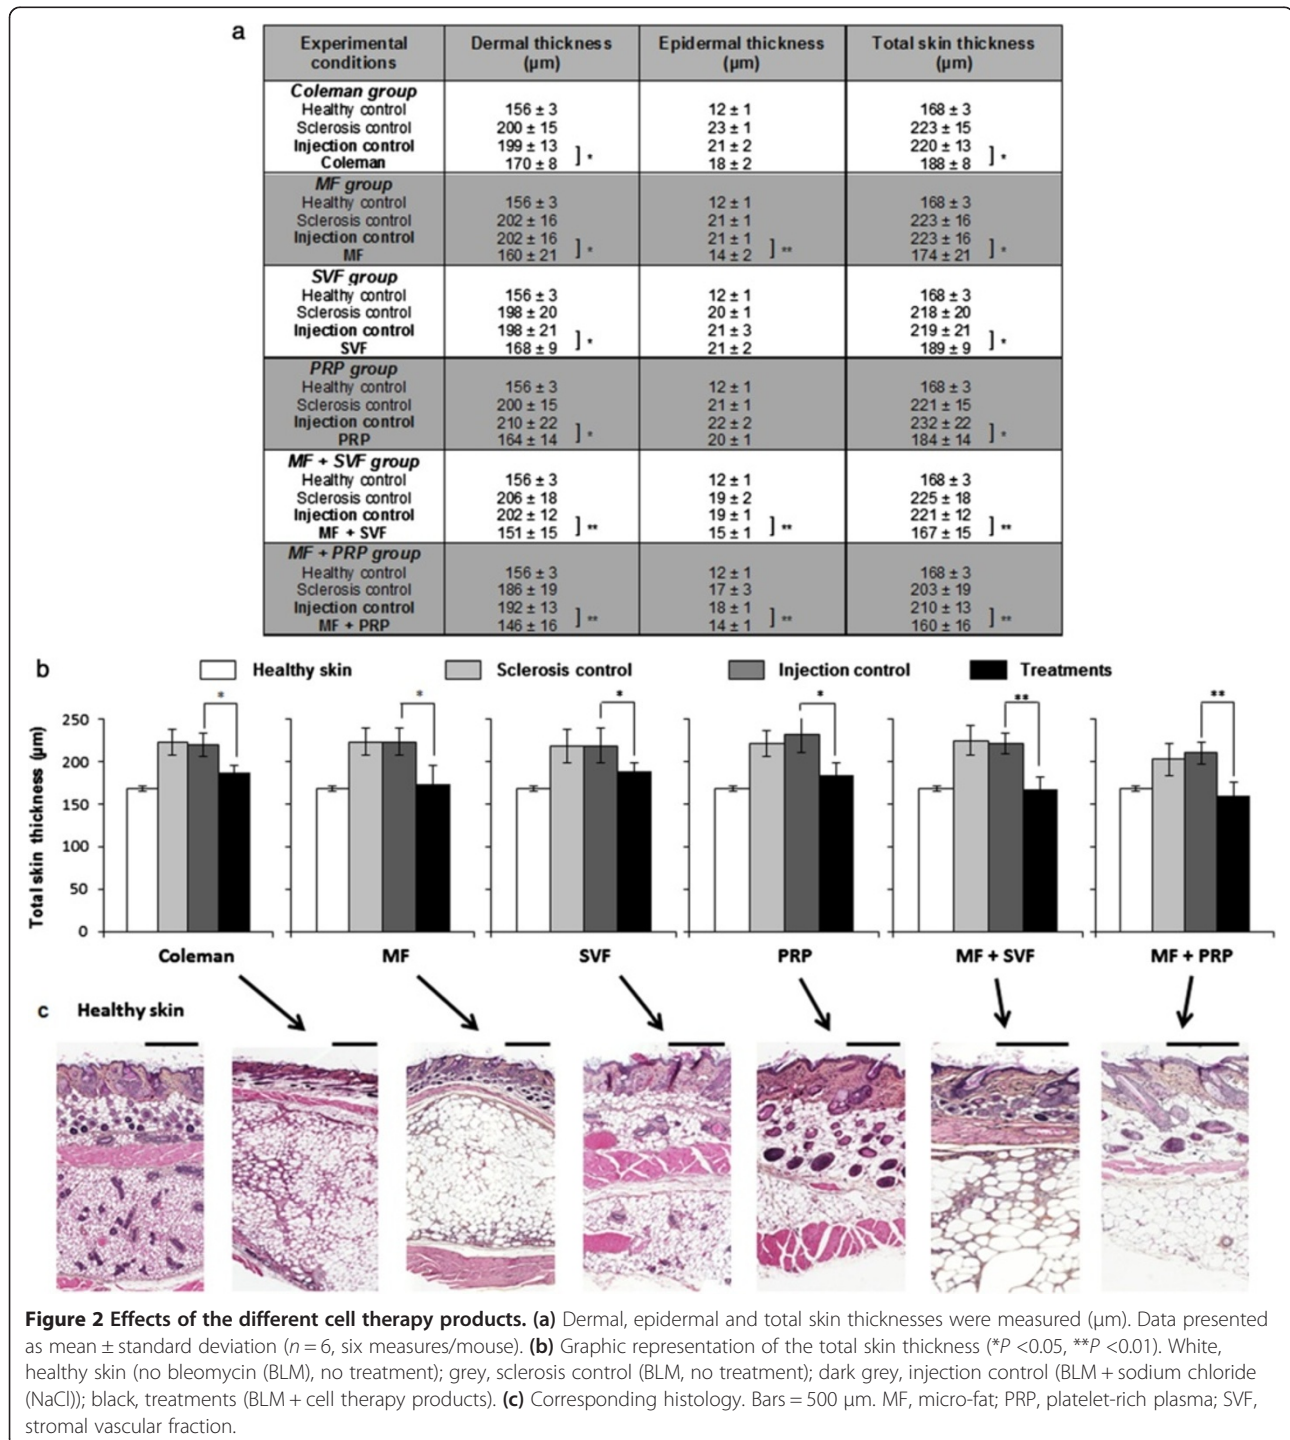 a
Experimental conditions Dermal thickness (µm) Epidermal thickness (µm) Total skin thickness (µm)
Coleman group
Healthy control 156 ± 3 12 ± 1 168 ± 3
Sclerosis control 200 ± 15 23 ± 1 223 ± 15
Injection control 199 ± 13 21 ± 2 220 ± 13
] * ] *
Coleman 170 ± 8 18 ± 2 188 ± 8
MF group
Healthy control 156 ± 3 12 ± 1 168 ± 3
Sclerosis control 202 ± 16 21 ± 1 223 ± 16
Injection control 202 ± 16 21 ± 1 223 ± 16
] * ] ** ] *
MF 160 ± 21 14 ± 2 174 ± 21
SVF group
Healthy control 156 ± 3 12 ± 1 168 ± 3
Sclerosis control 198 ± 20 20 ± 1 218 ± 20
Injection control 198 ± 21 21 ± 3 219 ± 21
] * ] *
SVF 168 ± 9 21 ± 2 189 ± 9
PRP group
Healthy control 156 ± 3 12 ± 1 168 ± 3
Sclerosis control 200 ± 15 21 ± 1 221 ± 15
Injection control 210 ± 22 22 ± 2 232 ± 22
] * ] *
PRP 164 ± 14 20 ± 1 184 ± 14
MF + SVF group
Healthy control 156 ± 3 12 ± 1 168 ± 3
Sclerosis control 206 ± 18 19 ± 2 225 ± 18
Injection control 202 ± 12 19 ± 1 221 ± 12
] ** ] ** ] **
MF + SVF 151 ± 15 15 ± 1 167 ± 15
MF + PRP group
Healthy control 156 ± 3 12 ± 1 168 ± 3
Sclerosis control 186 ± 19 17 ± 3 203 ± 19
Injection control 192 ± 13 18 ± 1 210 ± 13
] ** ] ** ] **
MF + PRP 146 ± 16 14 ± 1 160 ± 16
b
Healthy skin Sclerosis control Injection control Treatments
* * * * ** **
Total skin thickness (µm)
250
200
150
100
50
0
Coleman MF SVF PRP MF + SVF MF + PRP
c Healthy skin
Figure 2 Effects of the different cell therapy products. (a) Dermal, epidermal and total skin thicknesses were measured (µm). Data presented
as mean ± standard deviation (n = 6, six measures/mouse). (b) Graphic representation of the total skin thickness (*P <0.05, **P <0.01). White,
healthy skin (no bleomycin (BLM), no treatment); grey, sclerosis control (BLM, no treatment); dark grey, injection control (BLM + sodium chloride
(NaCl)); black, treatments (BLM + cell therapy products). (c) Corresponding histology. Bars = 500 µm. MF, micro-fat; PRP, platelet-rich plasma; SVF,
stromal vascular fraction.